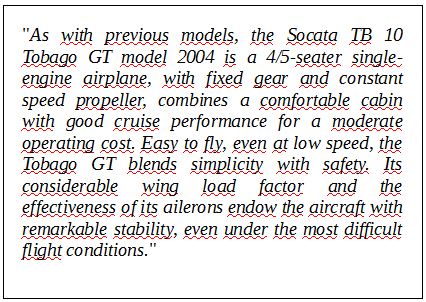 "As with previous models, the Socata TB 10
Tobago GT model 2004 is a 4/5-seater single-
engine airplane, with fixed gear and constant
speed propeller, combines a comfortable cabin
with good cruise performance for a moderate
operating cost. Easy to fly, even at low speed, the
Tobago GT blends simplicity with safety. Its
considerable wing load factor and the
effectiveness of its ailerons endow the aircraft with
remarkable stability, even under the most difficult
flight conditions."